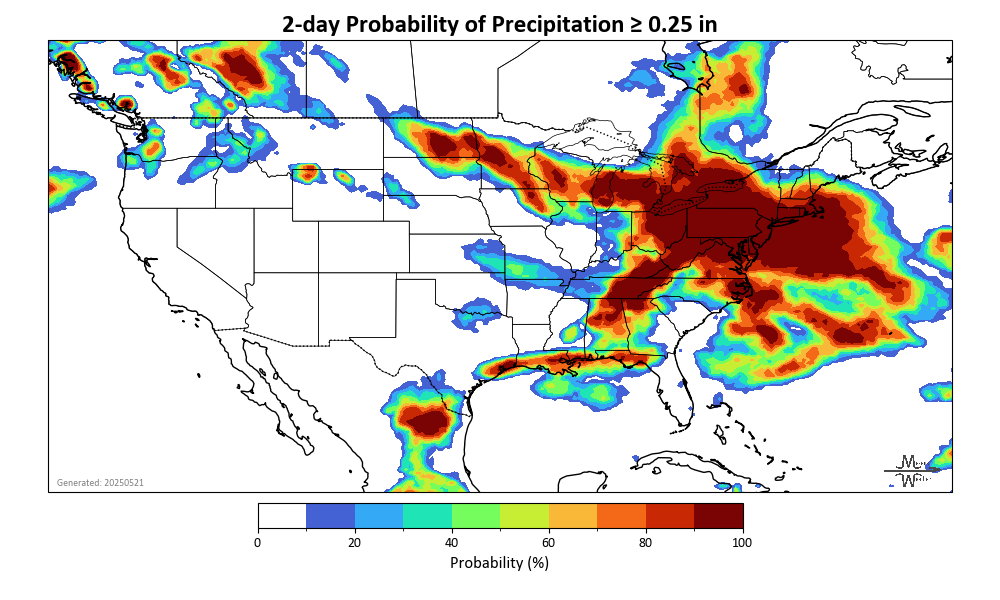 2-day Probability of Precipitation ≥ 0.25 in
Generated: 20250521
0 20 40 60 80 100
Probability (%)